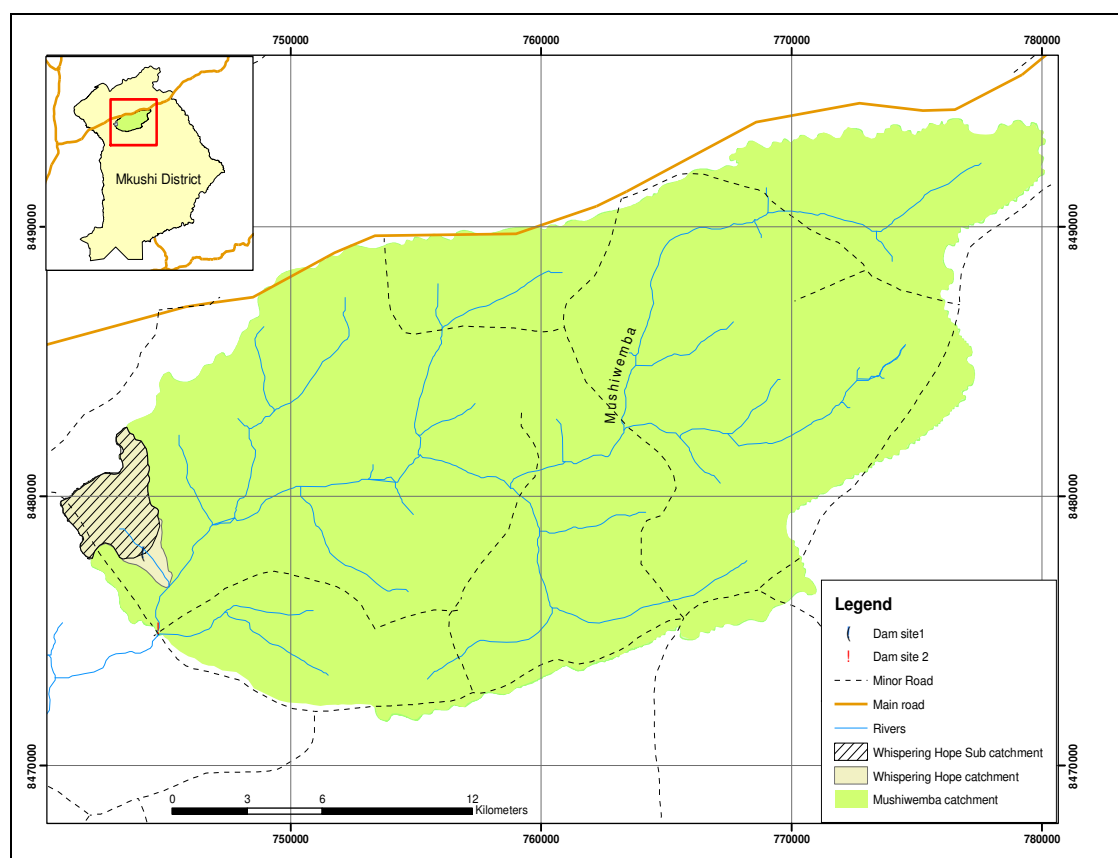 750000
760000
770000
780000
Mkushi District
8490000
8490000
Mushiwemba
8480000
8480000
Legend
Dam site1
Dam site 2
Minor Road
Main road
Rivers
Whispering Hope Sub catchment
Whispering Hope catchment
Mushiwemba catchment
8470000
8470000
0
3
6
12
Kilometers
750000
760000
770000
780000